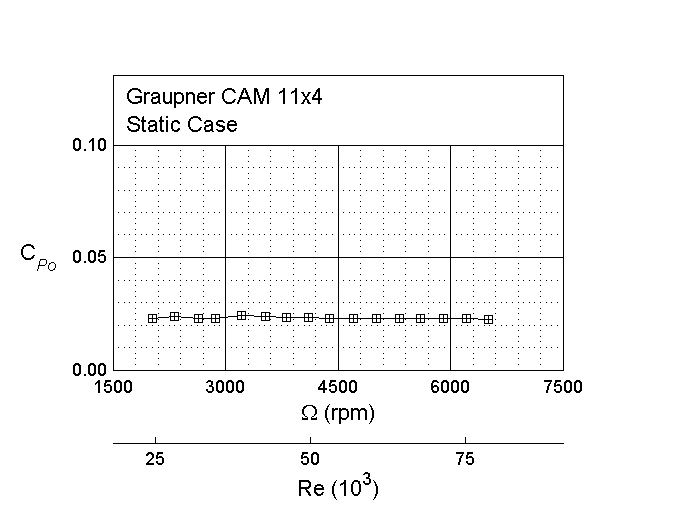 Graupner CAM 11x4
Static Case
0.10
C_Po
0.05
0.00
1500 3000 4500 6000 7500
Ω (rpm)
25 50 75
Re (10^3)